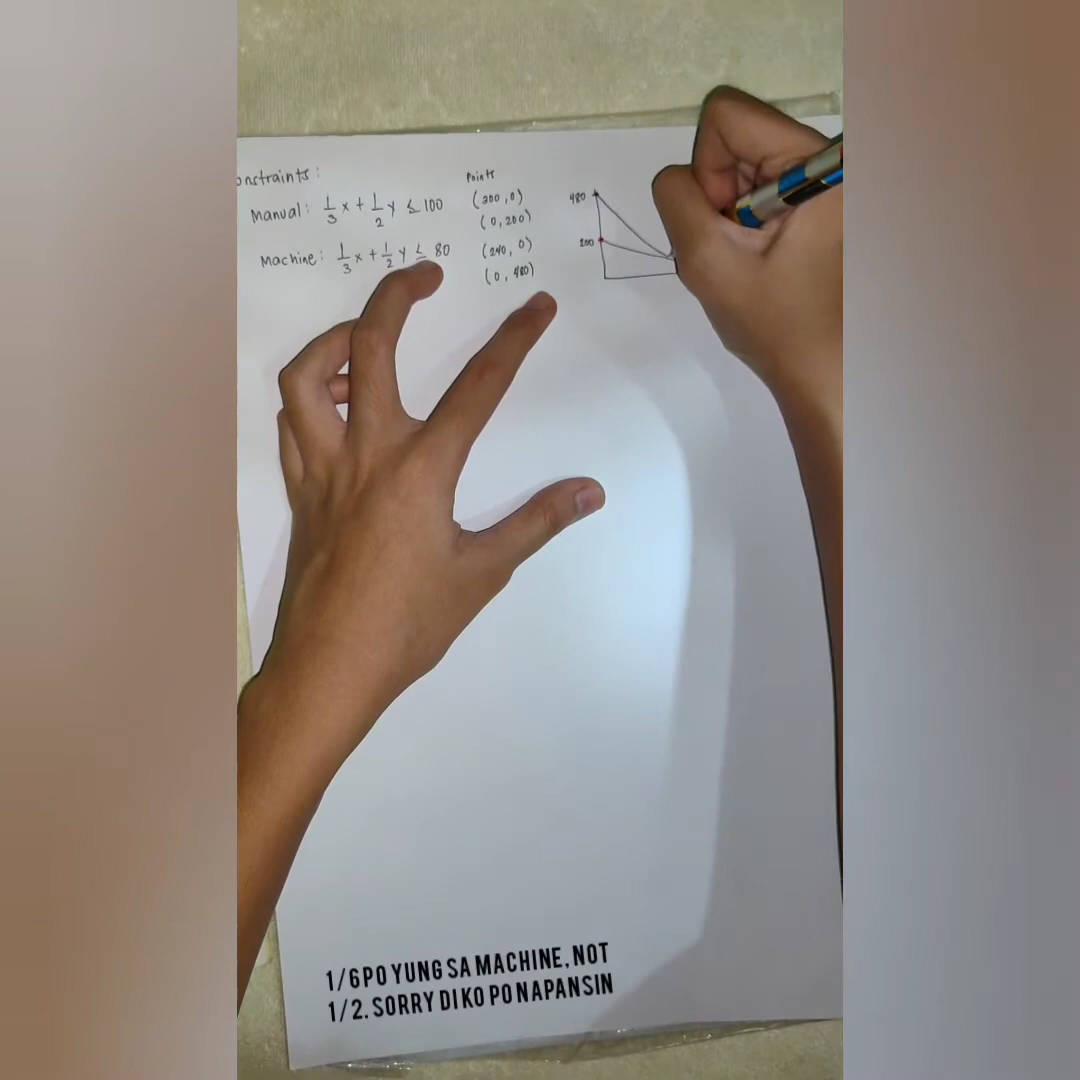 onstraints:
Manual: 1/3 x + 1/2 y ≤ 100
Machine: 1/3 x + 1/2 y ≤ 80
Points
(300,0)
(0,200)
(240,0)
(0,480)
480
200
1/6 PO YUNG SA MACHINE, NOT
1/2. SORRY DI KO PO NAPANSIN